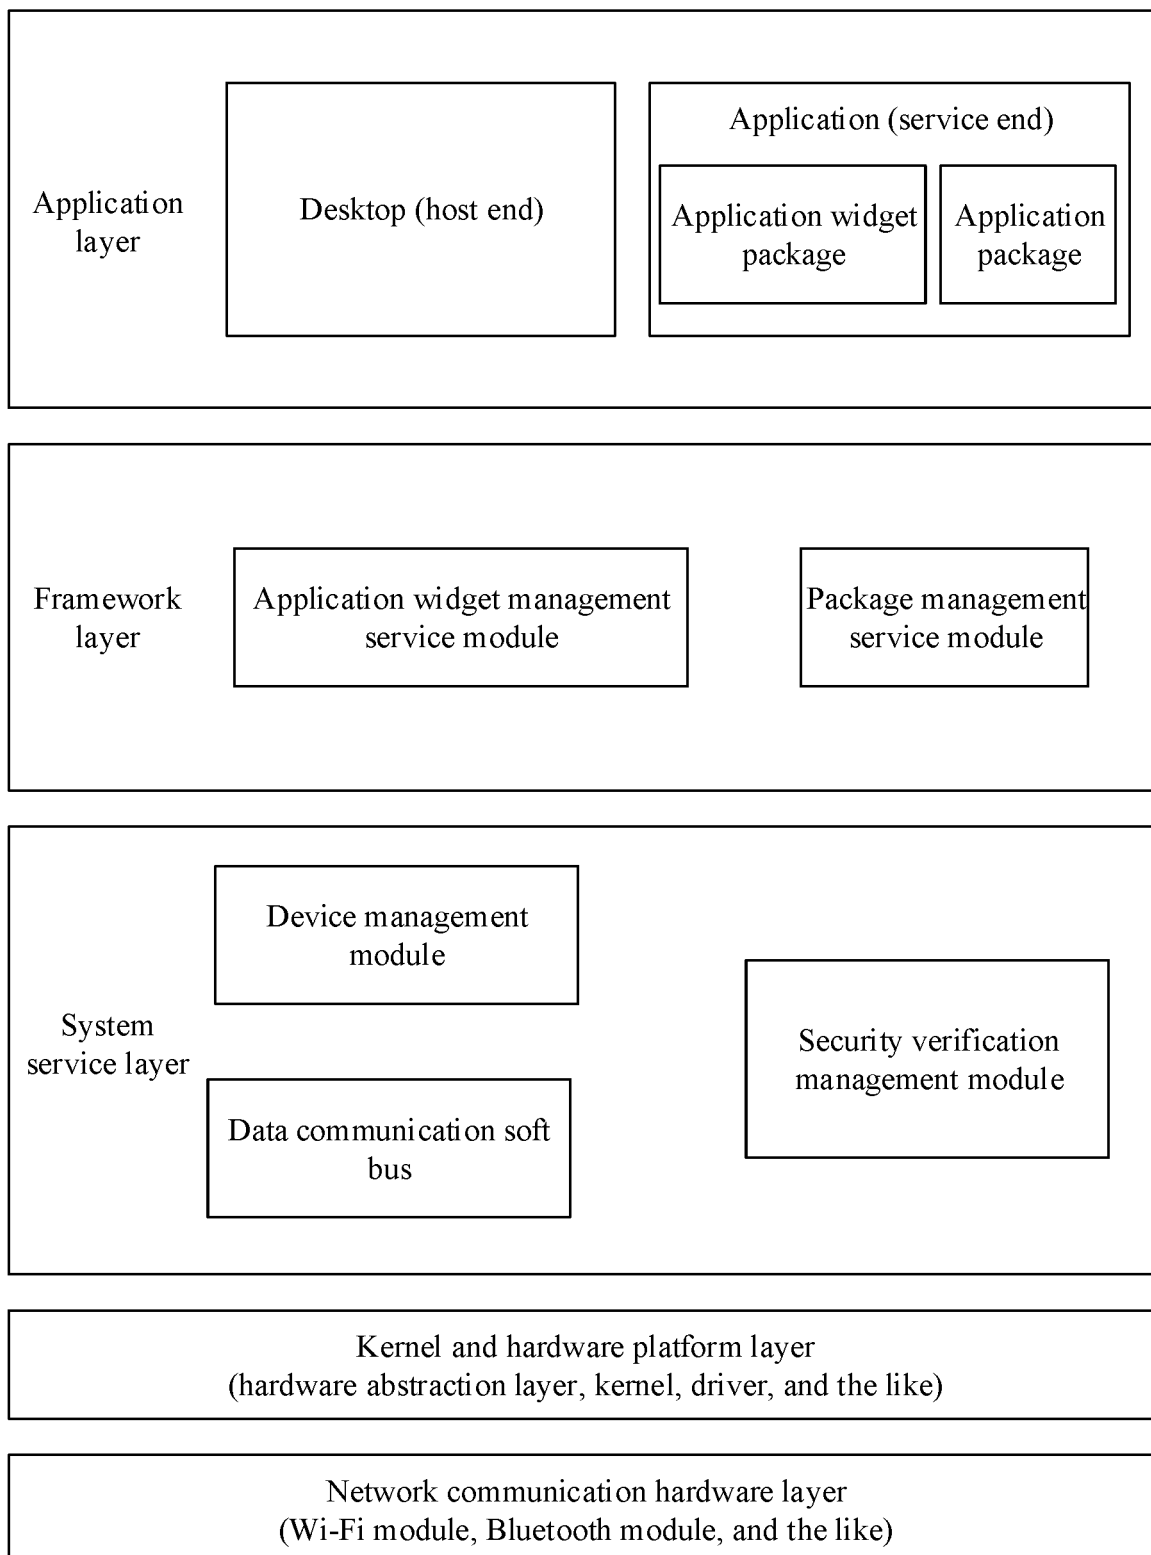 Application
layer
Desktop (host end)
Application (service end)
Application widget
package
Application
package
Framework
layer
Application widget management
service module
Package management
service module
System
service layer
Device management
module
Data communication soft
bus
Security verification
management module
Kernel and hardware platform layer
(hardware abstraction layer, kernel, driver, and the like)
Network communication hardware layer
(Wi-Fi module, Bluetooth module, and the like)